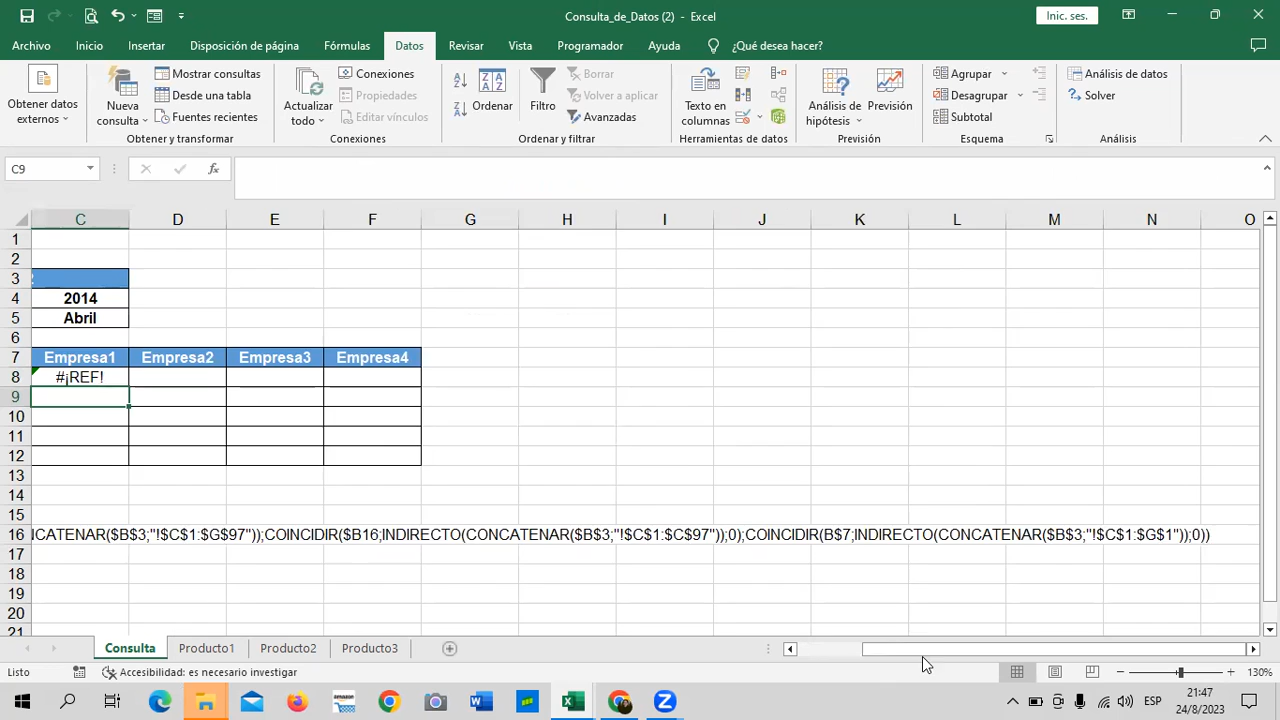 Consulta_de_Datos (2) - Excel
Inic. ses.
Archivo Inicio Insertar Disposición de página Fórmulas Datos Revisar Vista Programador Ayuda ¿Qué desea hacer?
Obtener datos externos
Nueva consulta
Mostrar consultas
Desde una tabla
Fuentes recientes
Obtener y transformar
Actualizar todo
Conexiones
Propiedades
Editar vínculos
Conexiones
Ordenar
Filtro
Borrar
Volver a aplicar
Avanzadas
Ordenar y filtrar
Texto en columnas
Herramientas de datos
Análisis de hipótesis
Previsión
Previsión
Agrupar
Desagrupar
Subtotal
Esquema
Análisis de datos
Solver
Análisis
C9 fx
C D E F G H I J K L M N O
1
2
3
4 2014
5 Abril
6
7 Empresa1 Empresa2 Empresa3 Empresa4
8 #¡REF!
9
10
11
12
13
14
15
16 NCATENAR($B$3;"!$C$1:$G$97"));COINCIDIR($B16;INDIRECTO(CONCATENAR($B$3;"!$C$1:$C$97"));0);COINCIDIR(B$7;INDIRECTO(CONCATENAR($B$3;"!$C$1:$G$1"));0))
17
18
19
20
21
Consulta Producto1 Producto2 Producto3
Listo Accesibilidad: es necesario investigar 130%
ESP 21:47
24/8/2023